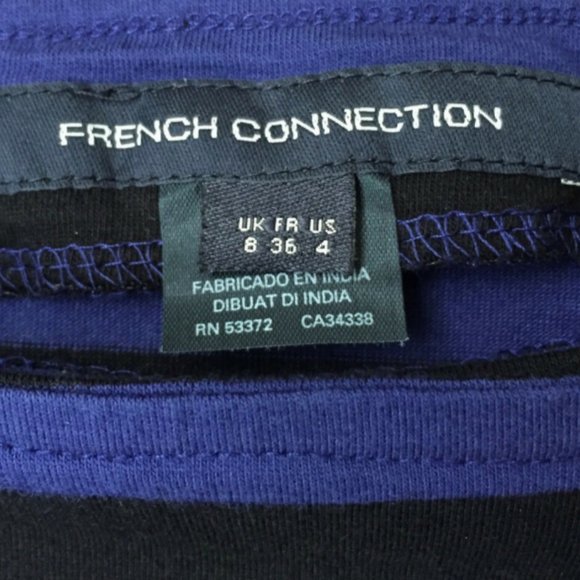 FRENCH CONNECTION
UK FR US
8 36 4
FABRICADO EN INDIA
DIBUAT DI INDIA
RN 53372 CA34338